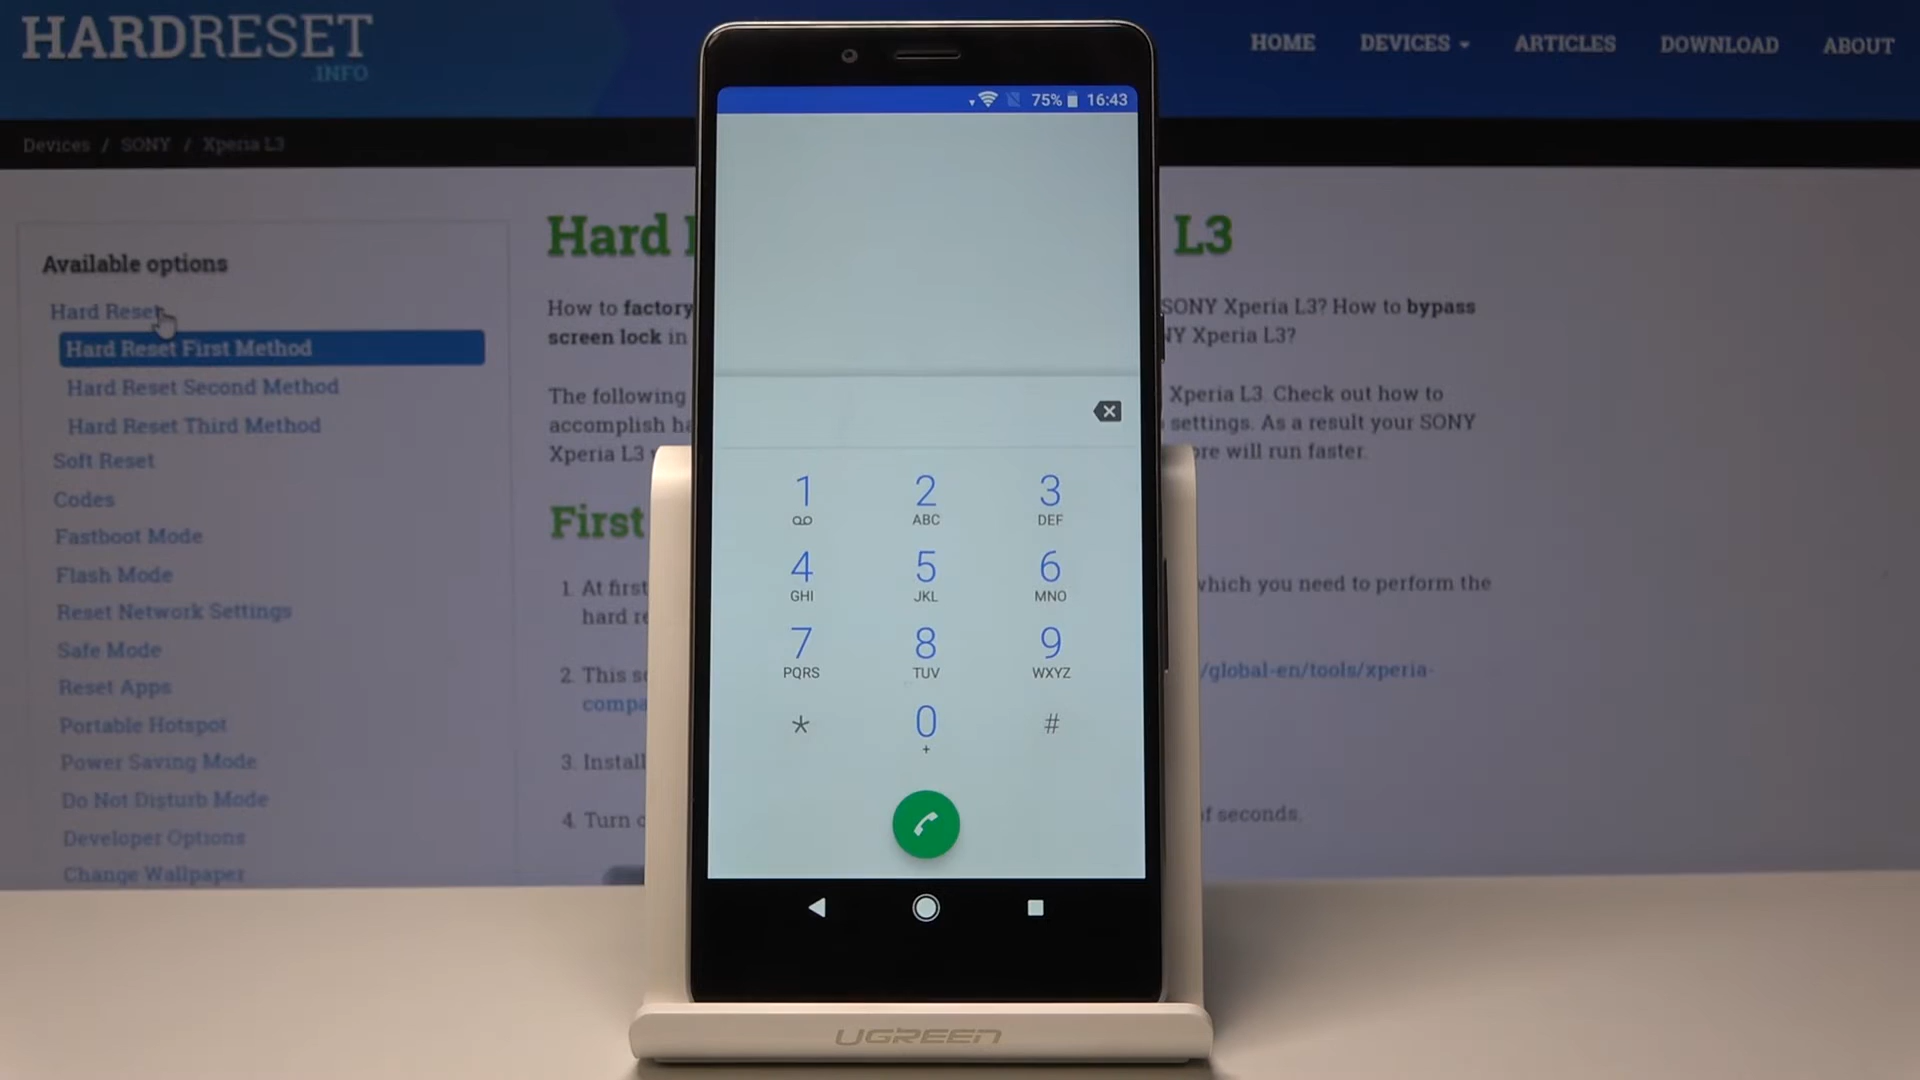 HARDRESET
.INFO
HOME DEVICES ARTICLES DOWNLOAD ABOUT
Devices / SONY / Xperia L3
Available options
Hard Reset
Hard Reset First Method
Hard Reset Second Method
Hard Reset Third Method
Soft Reset
Codes
Fastboot Mode
Flash Mode
Reset Network Settings
Safe Mode
Reset Apps
Portable Hotspot
Power Saving Mode
Do Not Disturb Mode
Developer Options
Change Wallpaper
Hard L3
How to factory SONY Xperia L3? How to bypass
screen lock in Xperia L3?
The following Xperia L3. Check out how to
accomplish settings. As a result your SONY
Xperia L3 will run faster.
First
1. At first which you need to perform the
hard
2. This /global-en/tools/xperia-
3. Install
4. Turn of seconds.
75% 16:43
1 2 3
ABC DEF
4 5 6
GHI JKL MNO
7 8 9
PQRS TUV WXYZ
* 0 #
+
UGREEN